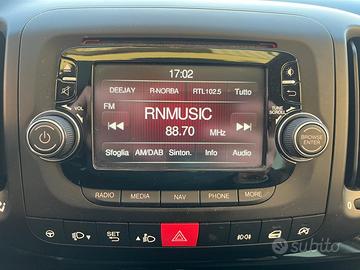 17:02
DEEJAY R-NORBA RTL102.5 Tutto
VOL
FM
TUNE
SCROLL
RNMUSIC
88.70 MHz
BROWSE
ENTER
Sfoglia AM/DAB Sinton. Info Audio
RADIO MEDIA NAV PHONE MORE
SET
subito.it